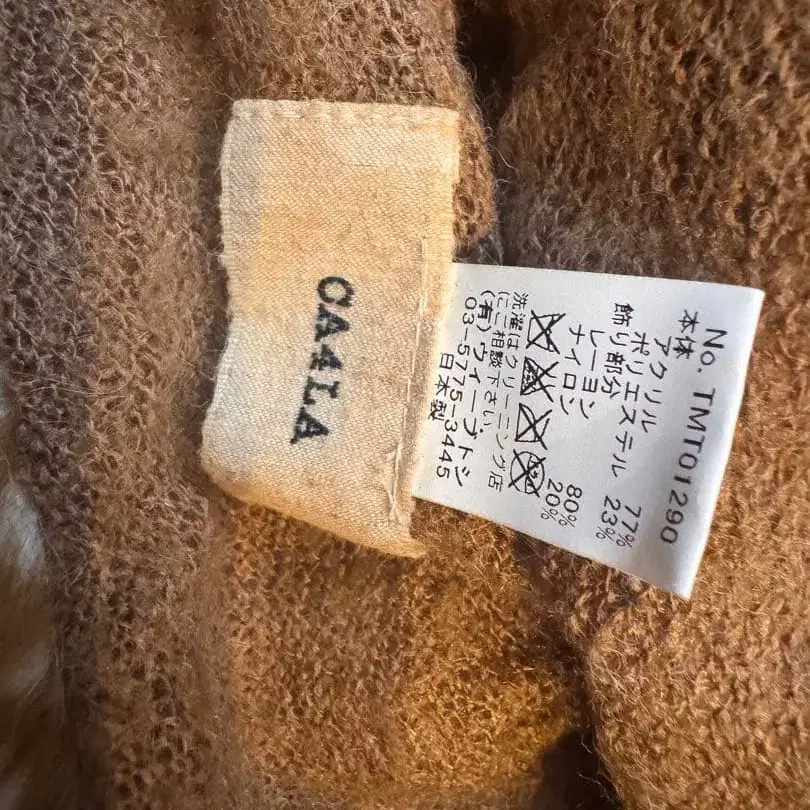 CA4LA
No. TMT01290
本体
アクリル 77%
ポリエステル 23%
飾り部分
レーヨン 80%
ナイロン 20%
洗濯はクリーニング店
にご相談下さい
(有)ウィーブトシ
03-5775-3445
日本製